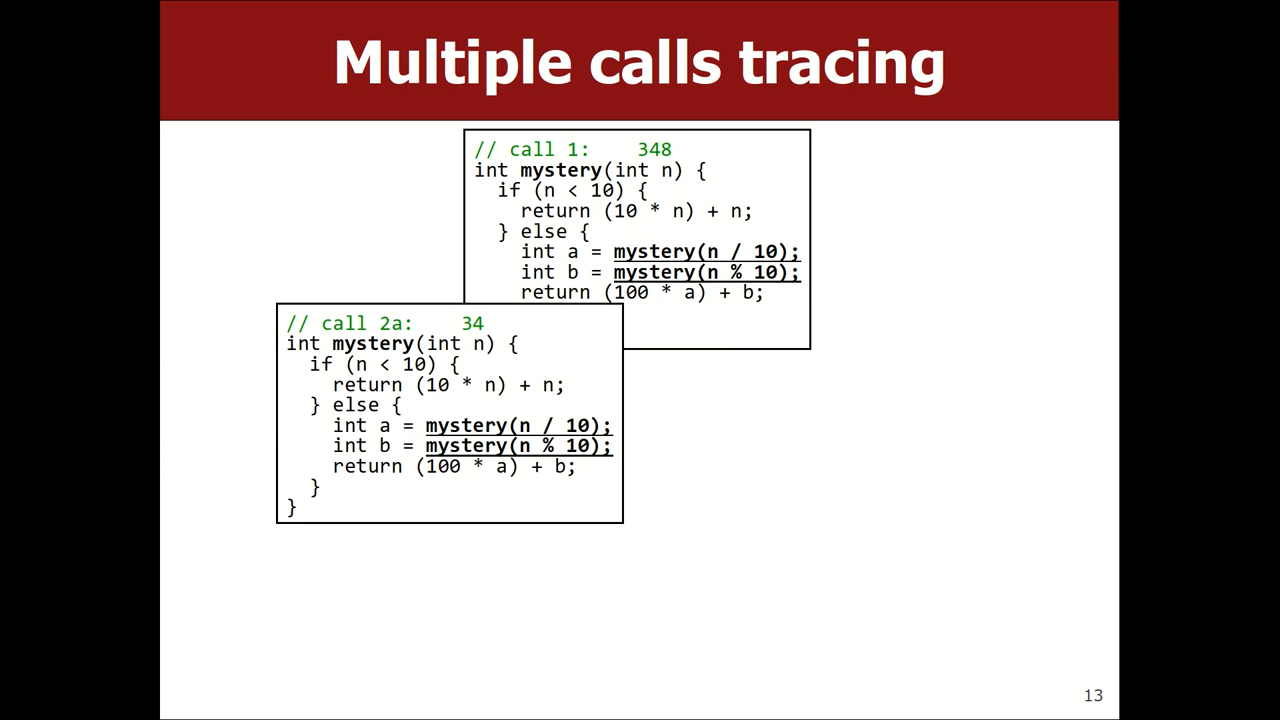 Multiple calls tracing
// call 1:    348
int mystery(int n) {
  if (n < 10) {
    return (10 * n) + n;
  } else {
    int a = mystery(n / 10);
    int b = mystery(n % 10);
    return (100 * a) + b;
// call 2a:    34
int mystery(int n) {
  if (n < 10) {
    return (10 * n) + n;
  } else {
    int a = mystery(n / 10);
    int b = mystery(n % 10);
    return (100 * a) + b;
  }
}
13